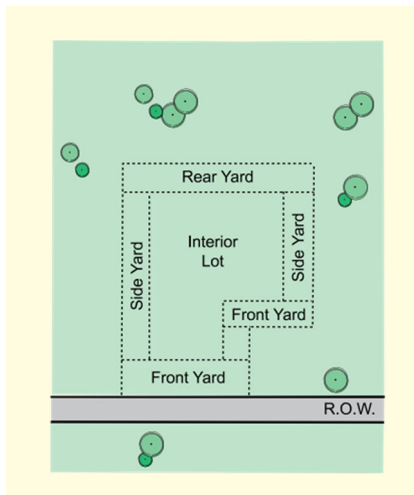 Rear Yard
Side Yard
Interior
Lot
Side Yard
Front Yard
Front Yard
R.O.W.